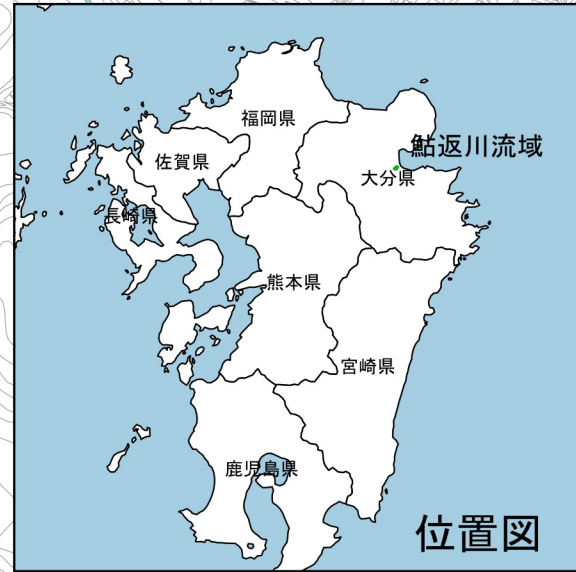 福岡県
鮎返川流域
佐賀県
大分県
長崎県
熊本県
宮崎県
鹿児島県
位置図